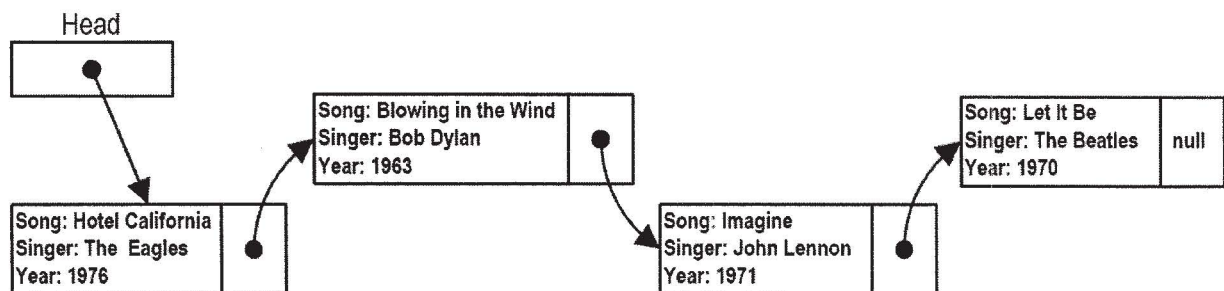 Head
Song: Hotel California
Singer: The Eagles
Year: 1976
Song: Blowing in the Wind
Singer: Bob Dylan
Year: 1963
Song: Imagine
Singer: John Lennon
Year: 1971
Song: Let It Be
Singer: The Beatles
Year: 1970
null